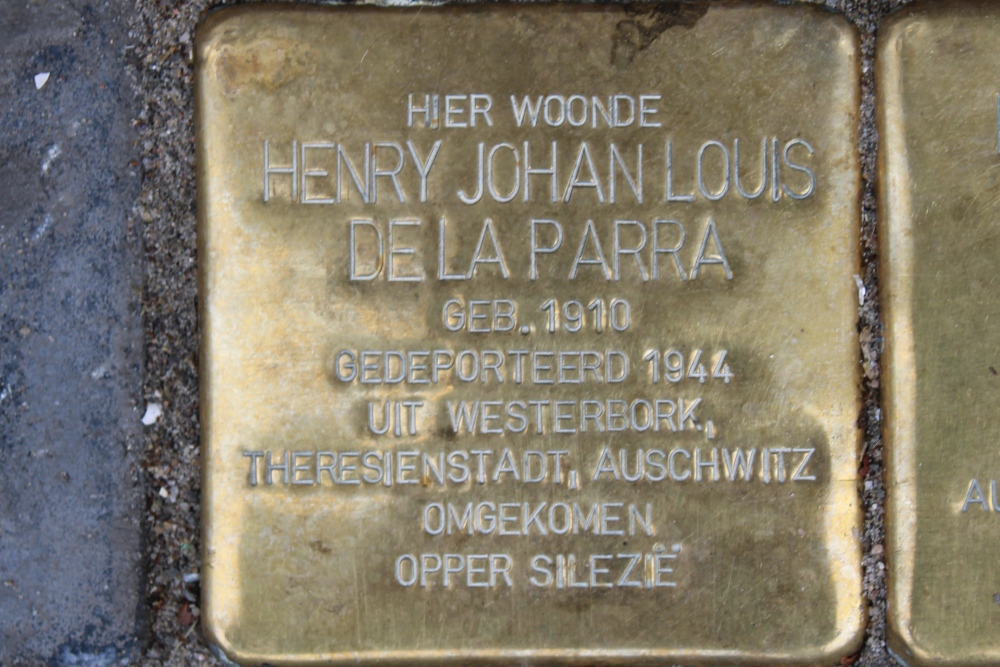 HIER WOONDE
HENRY JOHAN LOUIS
DE LA PARRA
GEB. 1910
GEDEPORTEERD 1944
UIT WESTERBORK,
THERESIENSTADT, AUSCHWITZ
OMGEKOMEN
OPPER SILEZIË